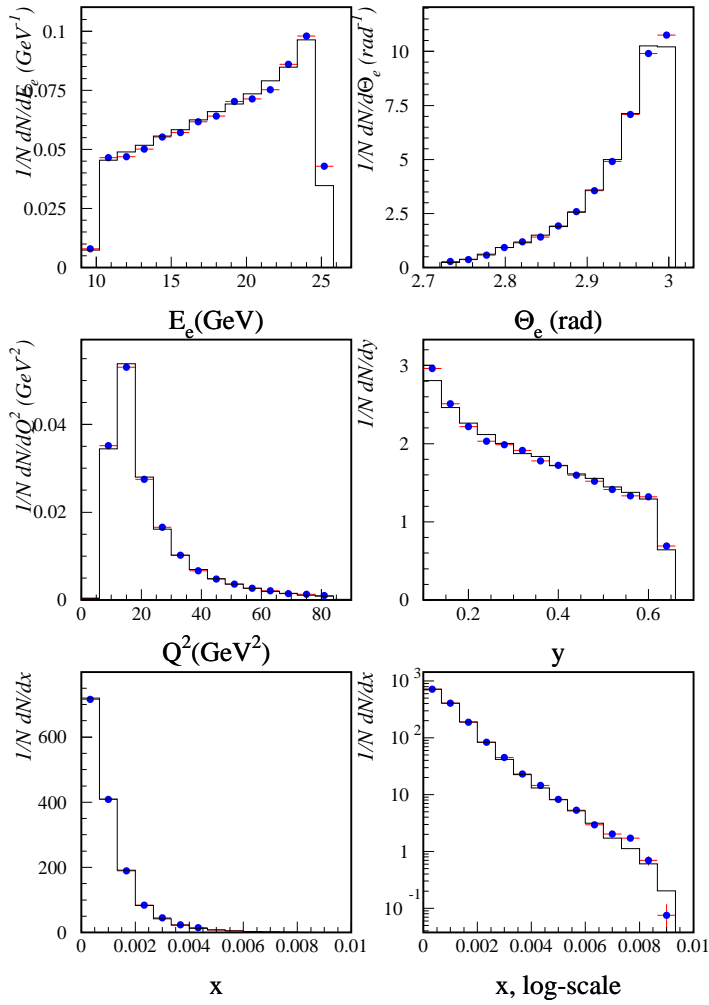 1/N dN/dE_e (GeV^-1)
0.1
0.075
0.05
0.025
0
10 15 20 25
E_e(GeV)
1/N dN/dΘ_e (rad^-1)
10
7.5
5
2.5
0
2.7 2.8 2.9 3
Θ_e (rad)
1/N dN/dQ^2 (GeV^-2)
0.04
0.02
0
0 20 40 60 80
Q^2(GeV^2)
1/N dN/dy
3
2
1
0
0.2 0.4 0.6
y
1/N dN/dx
600
400
200
0
0 0.002 0.004 0.006 0.008 0.01
x
1/N dN/dx
10^3
10^2
10
1
10^-1
0 0.002 0.004 0.006 0.008 0.01
x, log-scale